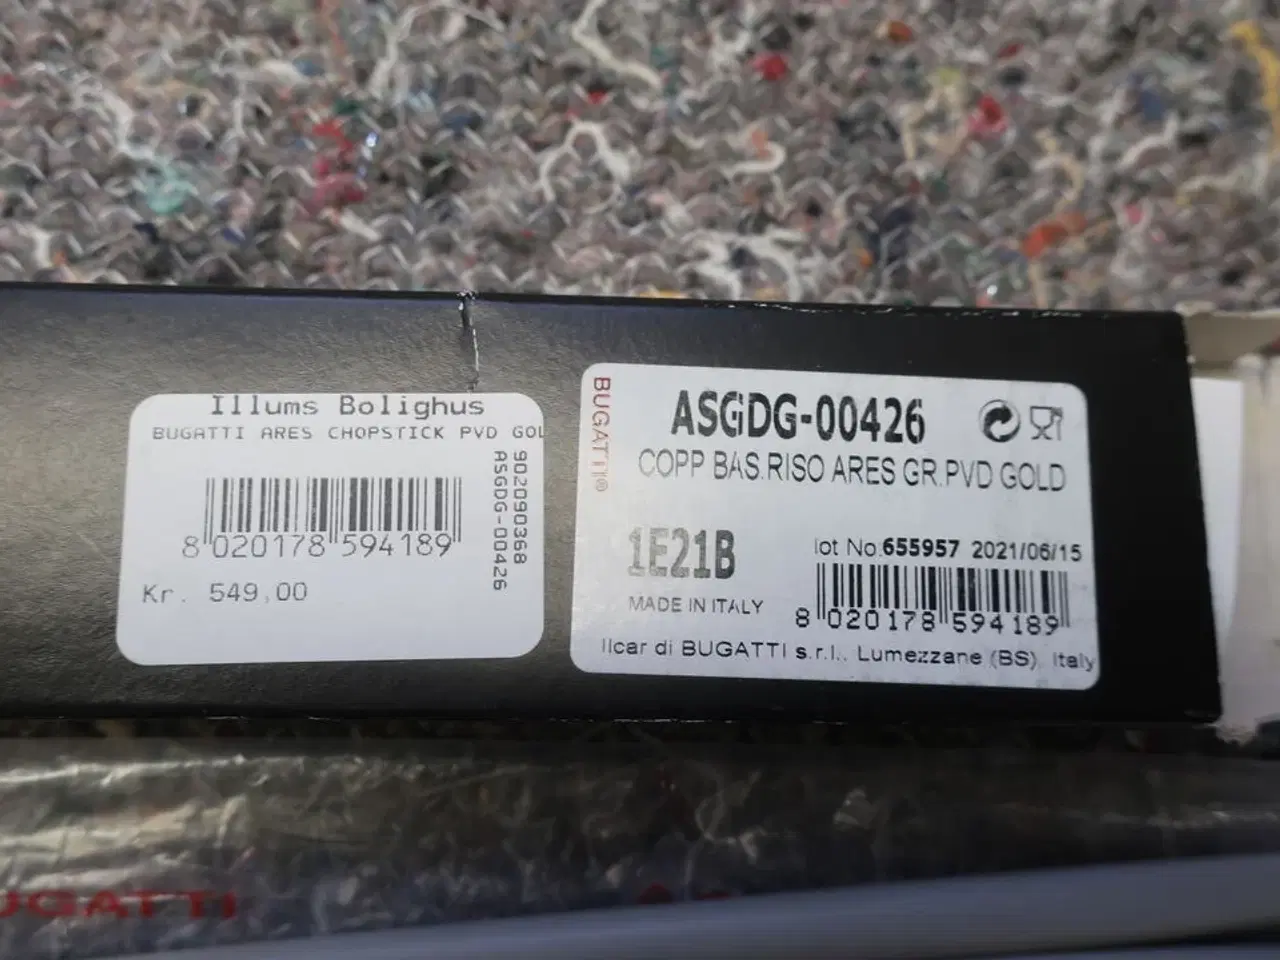 Illums Bolighus
BUGATTI ARES CHOPSTICK PVD GOL
8 020178 594189
Kr. 549,00
902090368
ASGDG-00426
BUGATTI®
ASGDG-00426
COPP BAS.RISO ARES GR.PVD GOLD
1E21B
lot No.655957 2021/06/15
MADE IN ITALY
8 020178 594189
Ilcar di BUGATTI s.r.l., Lumezzane (BS), Italy
UGATTI